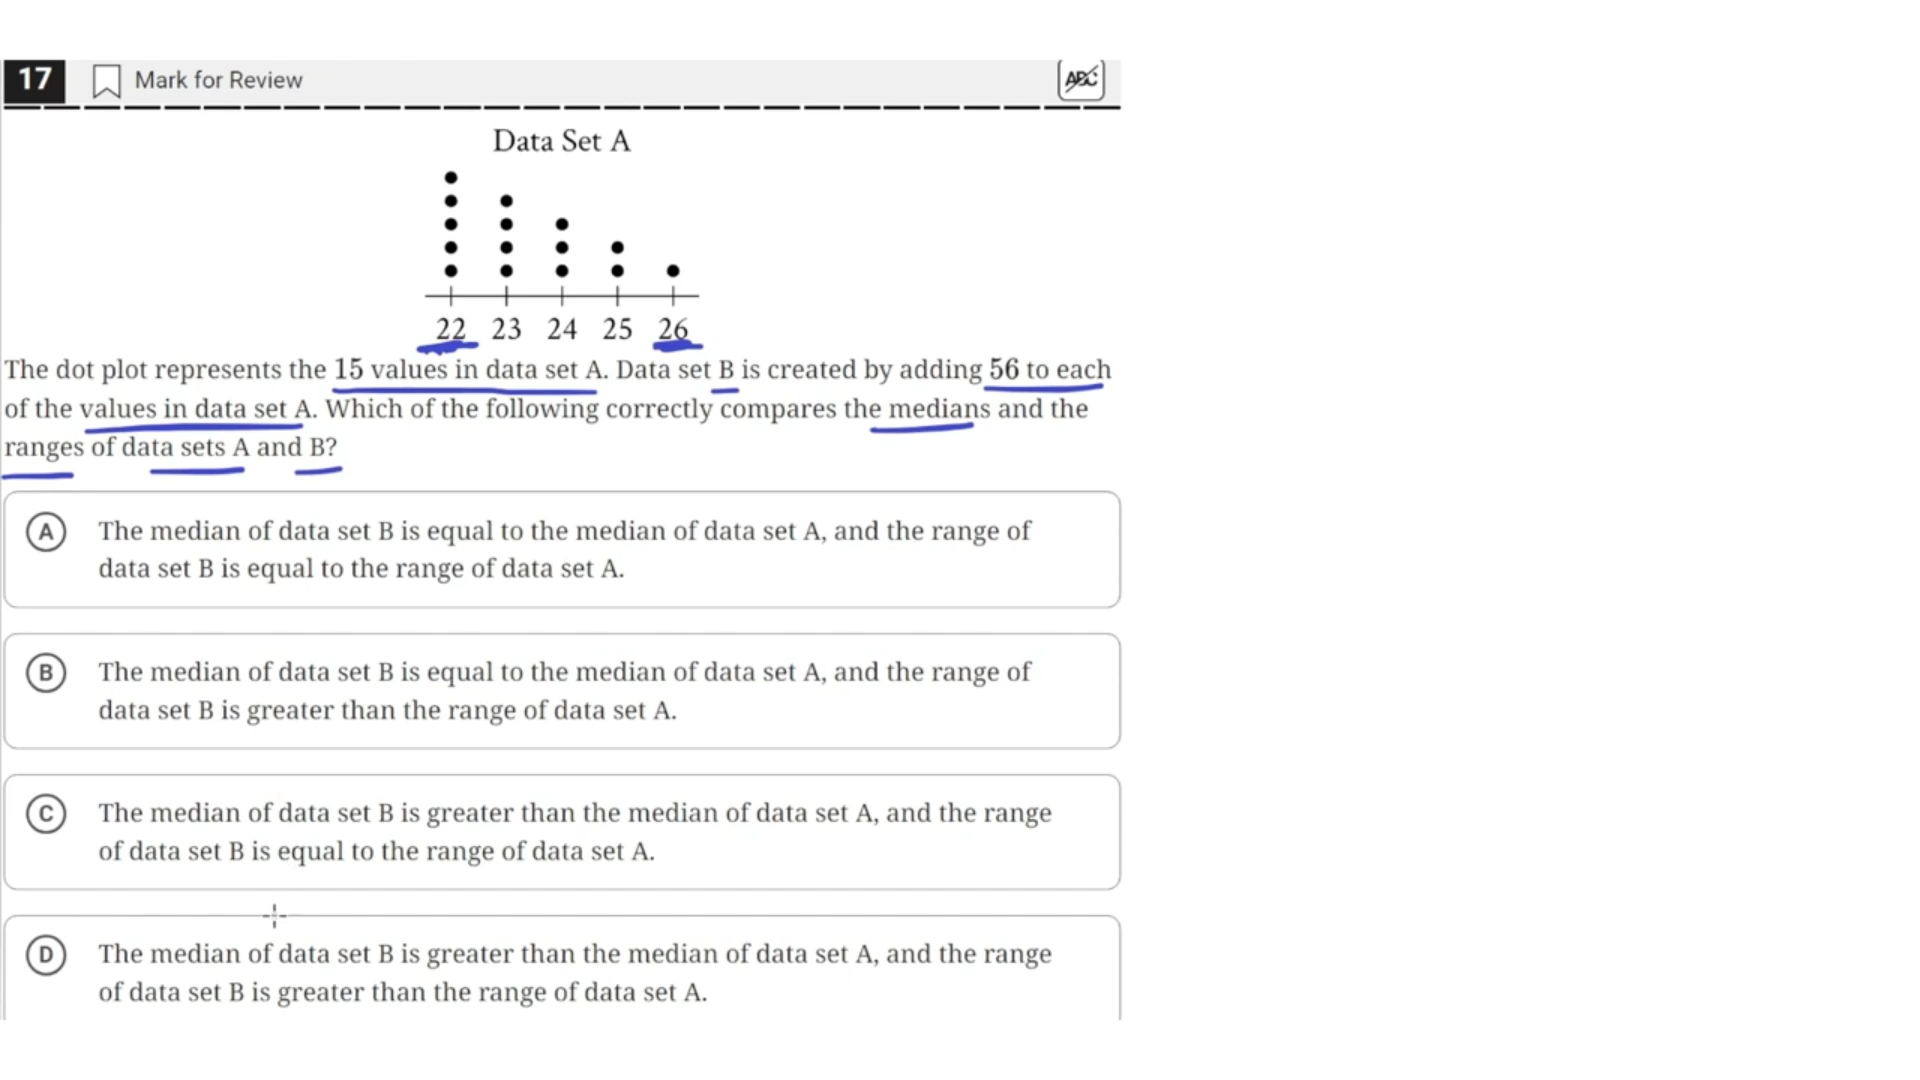 17 Mark for Review ABC
Data Set A
22 23 24 25 26
The dot plot represents the 15 values in data set A. Data set B is created by adding 56 to each
of the values in data set A. Which of the following correctly compares the medians and the
ranges of data sets A and B?
A The median of data set B is equal to the median of data set A, and the range of
data set B is equal to the range of data set A.
B The median of data set B is equal to the median of data set A, and the range of
data set B is greater than the range of data set A.
C The median of data set B is greater than the median of data set A, and the range
of data set B is equal to the range of data set A.
D The median of data set B is greater than the median of data set A, and the range
of data set B is greater than the range of data set A.